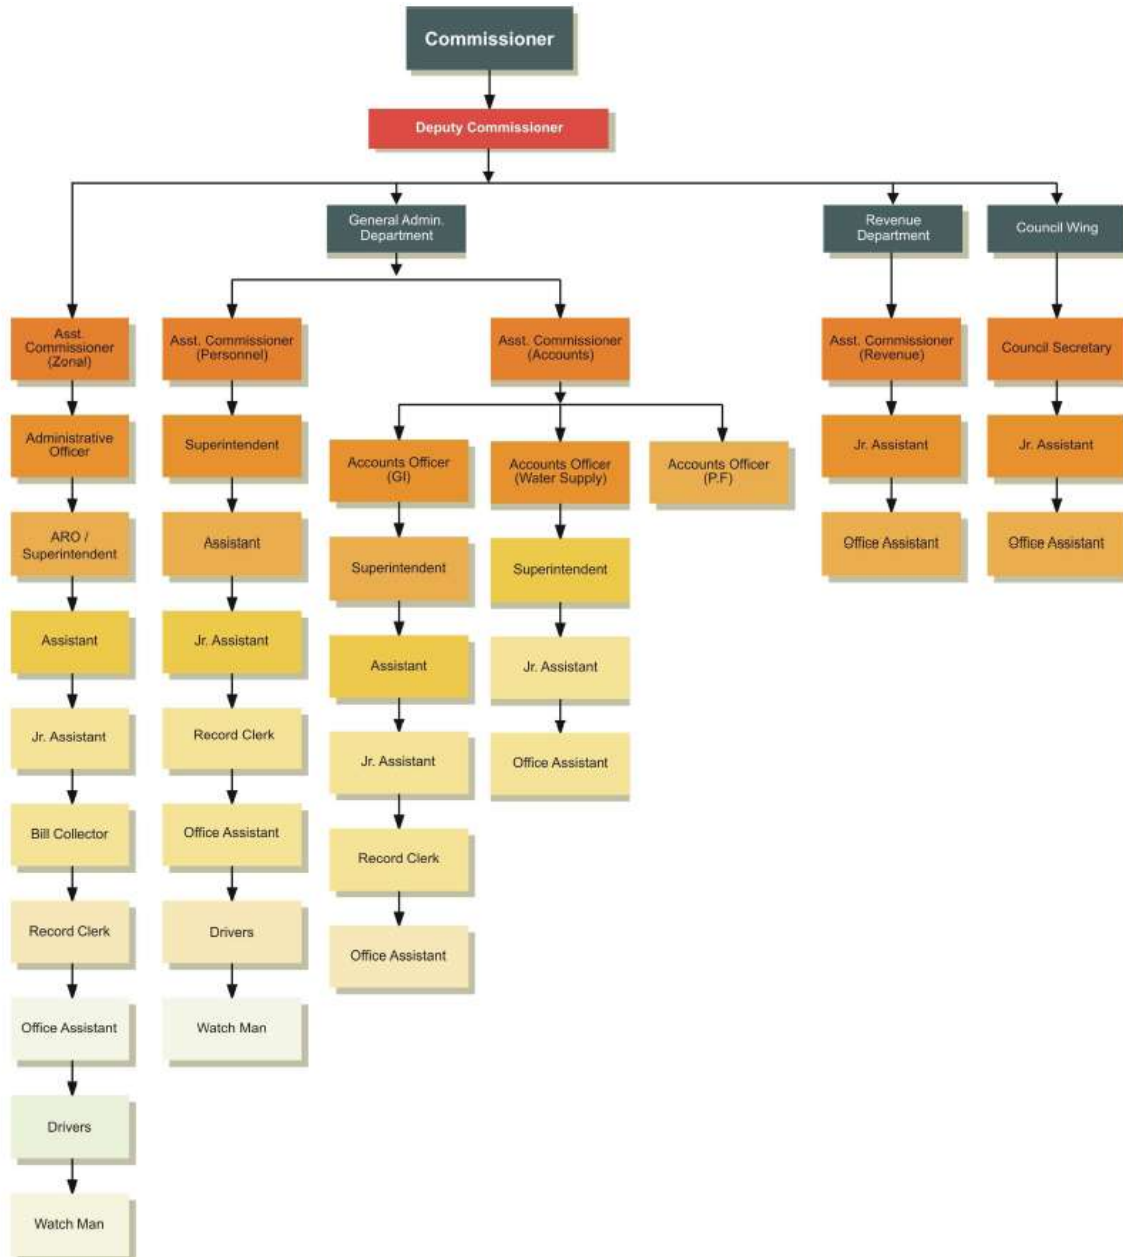 Commissioner
Deputy Commissioner
General Admin.
Department
Revenue
Department
Council Wing
Asst.
Commissioner
(Zonal)
Asst. Commissioner
(Personnel)
Asst. Commissioner
(Accounts)
Asst. Commissioner
(Revenue)
Council Secretary
Administrative
Officer
Superintendent
Accounts Officer
(GI)
Accounts Officer
(Water Supply)
Accounts Officer
(P.F)
Jr. Assistant
Jr. Assistant
ARO /
Superintendent
Assistant
Superintendent
Superintendent
Office Assistant
Office Assistant
Assistant
Jr. Assistant
Assistant
Jr. Assistant
Jr. Assistant
Record Clerk
Jr. Assistant
Office Assistant
Bill Collector
Office Assistant
Record Clerk
Record Clerk
Drivers
Office Assistant
Office Assistant
Watch Man
Drivers
Watch Man